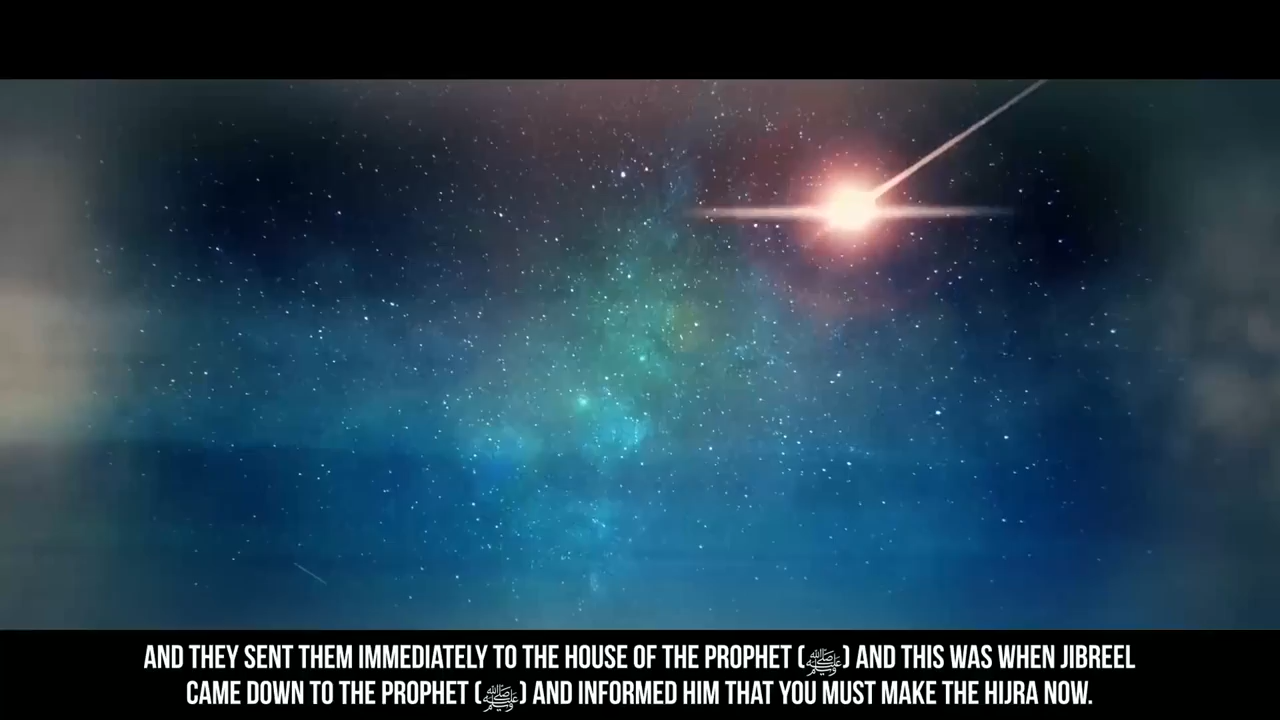 AND THEY SENT THEM IMMEDIATELY TO THE HOUSE OF THE PROPHET (ﷺ) AND THIS WAS WHEN JIBREEL
CAME DOWN TO THE PROPHET (ﷺ) AND INFORMED HIM THAT YOU MUST MAKE THE HIJRA NOW.